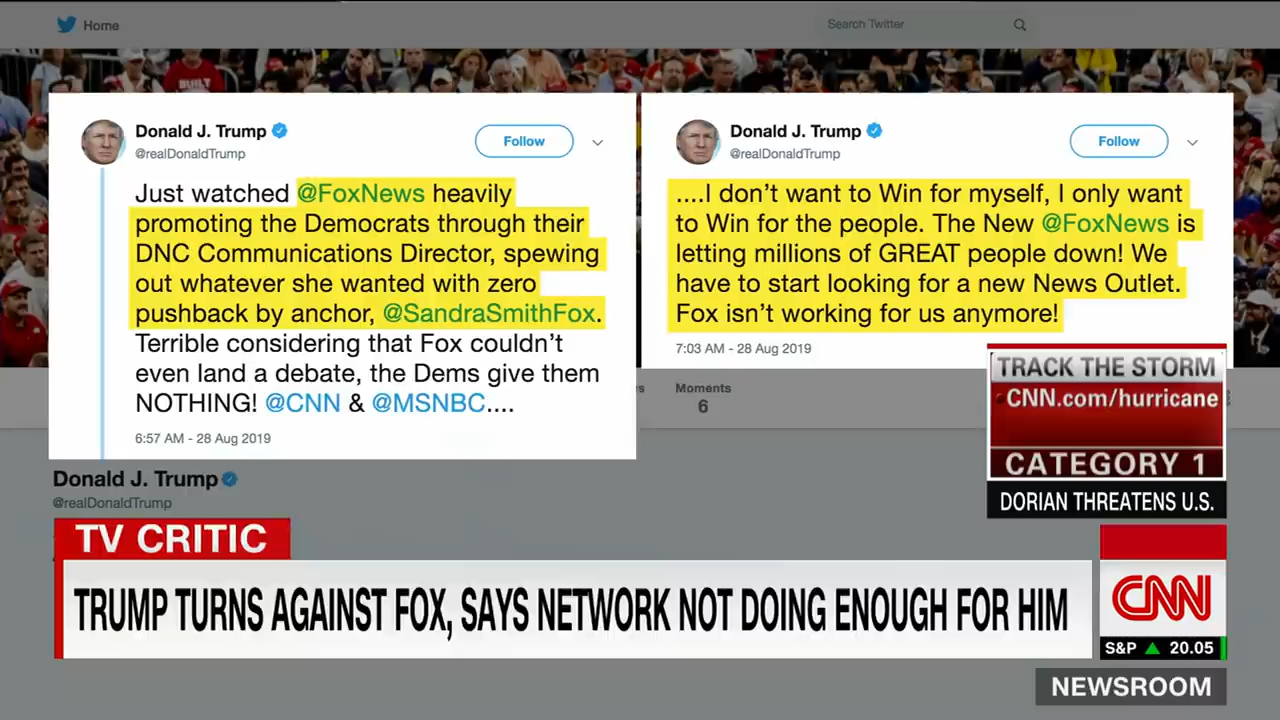 Home
Search Twitter
BUILT
Donald J. Trump
@realDonaldTrump
Follow
Just watched @FoxNews heavily
promoting the Democrats through their
DNC Communications Director, spewing
out whatever she wanted with zero
pushback by anchor, @SandraSmithFox.
Terrible considering that Fox couldn't
even land a debate, the Dems give them
NOTHING! @CNN & @MSNBC....
6:57 AM - 28 Aug 2019
Donald J. Trump
@realDonaldTrump
Follow
....I don't want to Win for myself, I only want
to Win for the people. The New @FoxNews is
letting millions of GREAT people down! We
have to start looking for a new News Outlet.
Fox isn't working for us anymore!
7:03 AM - 28 Aug 2019
Moments
6
Donald J. Trump
@realDonaldTrump
TRACK THE STORM
CNN.com/hurricane
CATEGORY 1
DORIAN THREATENS U.S.
TV CRITIC
TRUMP TURNS AGAINST FOX, SAYS NETWORK NOT DOING ENOUGH FOR HIM
CNN
S&P ▲ 20.05
NEWSROOM